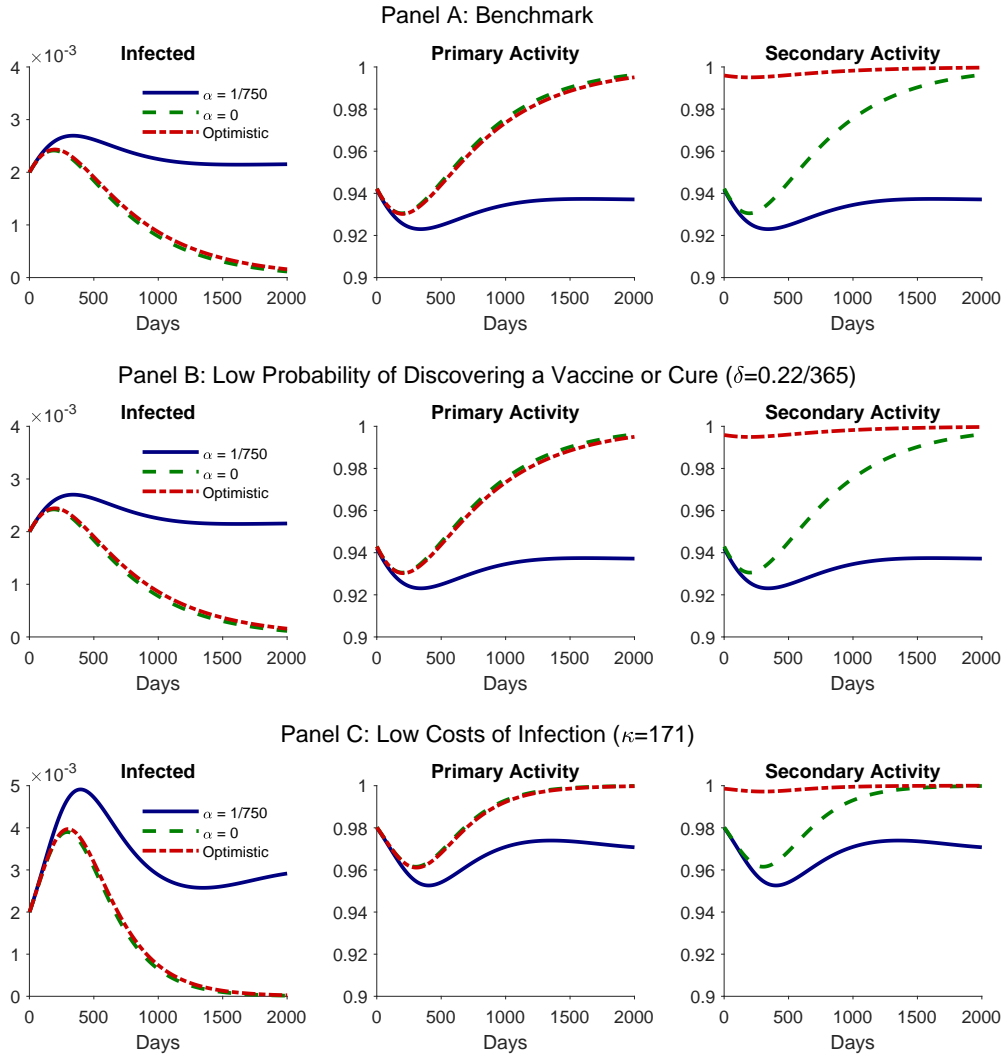 Panel A: Benchmark
Infected
Primary Activity
Secondary Activity
×10⁻³
4
3
2
1
0
α = 1/750
α = 0
Optimistic
0 500 1000 1500 2000
Days
1
0.98
0.96
0.94
0.92
0.9
0 500 1000 1500 2000
Days
1
0.98
0.96
0.94
0.92
0.9
0 500 1000 1500 2000
Days
Panel B: Low Probability of Discovering a Vaccine or Cure (δ=0.22/365)
Infected
Primary Activity
Secondary Activity
×10⁻³
4
3
2
1
0
α = 1/750
α = 0
Optimistic
0 500 1000 1500 2000
Days
1
0.98
0.96
0.94
0.92
0.9
0 500 1000 1500 2000
Days
1
0.98
0.96
0.94
0.92
0.9
0 500 1000 1500 2000
Days
Panel C: Low Costs of Infection (κ=171)
Infected
Primary Activity
Secondary Activity
×10⁻³
5
4
3
2
1
0
α = 1/750
α = 0
Optimistic
0 500 1000 1500 2000
Days
1
0.98
0.96
0.94
0.92
0.9
0 500 1000 1500 2000
Days
1
0.98
0.96
0.94
0.92
0.9
0 500 1000 1500 2000
Days